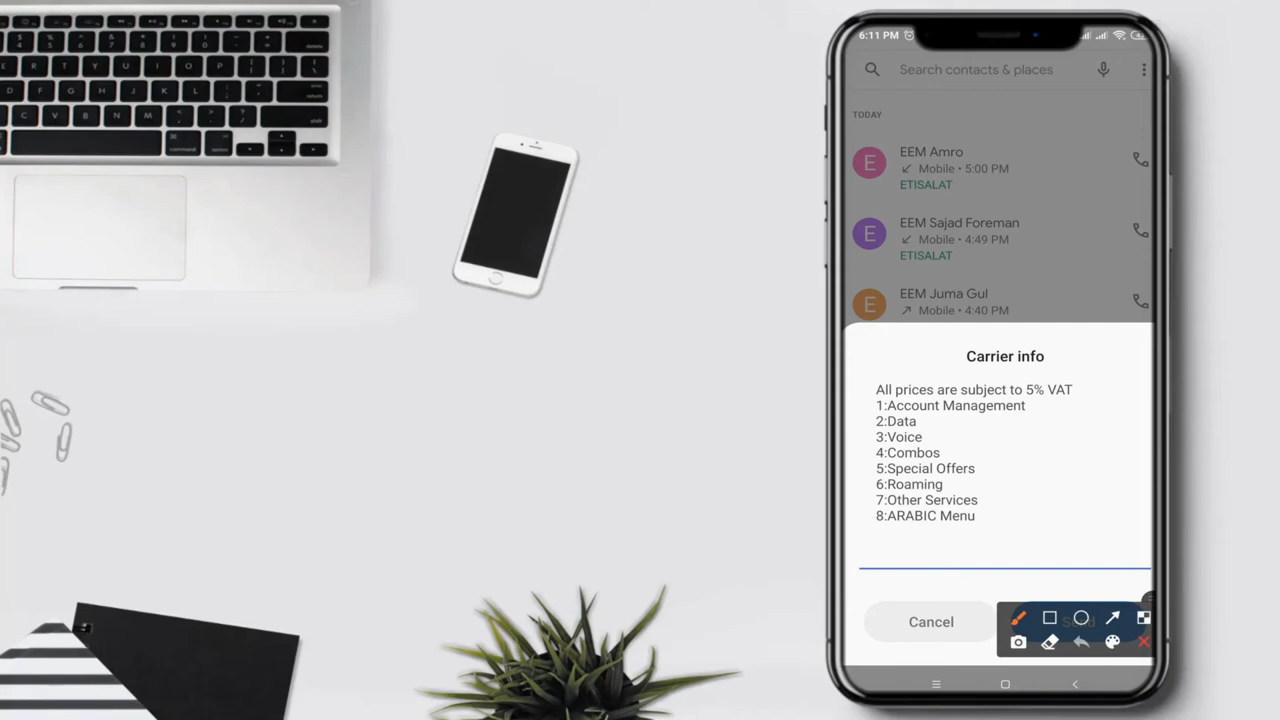 6:11 PM
Search contacts & places
TODAY
E
EEM Amro
Mobile • 5:00 PM
ETISALAT
E
EEM Sajad Foreman
Mobile • 4:49 PM
ETISALAT
E
EEM Juma Gul
Mobile • 4:40 PM
Carrier info
All prices are subject to 5% VAT
1:Account Management
2:Data
3:Voice
4:Combos
5:Special Offers
6:Roaming
7:Other Services
8:ARABIC Menu
Cancel